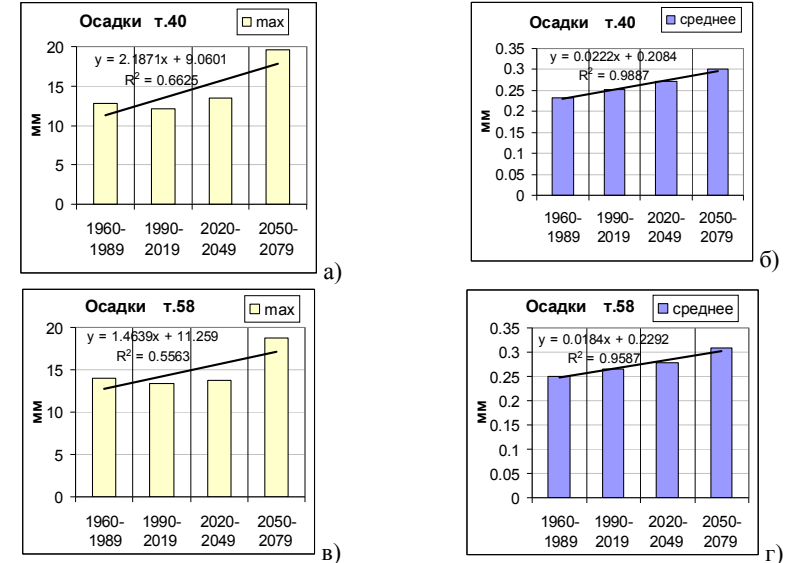 Осадки т.40
max
20
y = 2.1871x + 9.0601
R² = 0.6625
15
10
5
0
мм
1960-1989
1990-2019
2020-2049
2050-2079
а)
Осадки т.40
среднее
0.35
y = 0.0222x + 0.2084
0.3
R² = 0.9887
0.25
0.2
0.15
0.1
0.05
0
мм
1960-1989
1990-2019
2020-2049
2050-2079
б)
Осадки т.58
max
20
y = 1.4639x + 11.259
R² = 0.5563
15
10
5
0
мм
1960-1989
1990-2019
2020-2049
2050-2079
в)
Осадки т.58
среднее
0.35
y = 0.0184x + 0.2292
0.3
R² = 0.9587
0.25
0.2
0.15
0.1
0.05
0
мм
1960-1989
1990-2019
2020-2049
2050-2079
г)